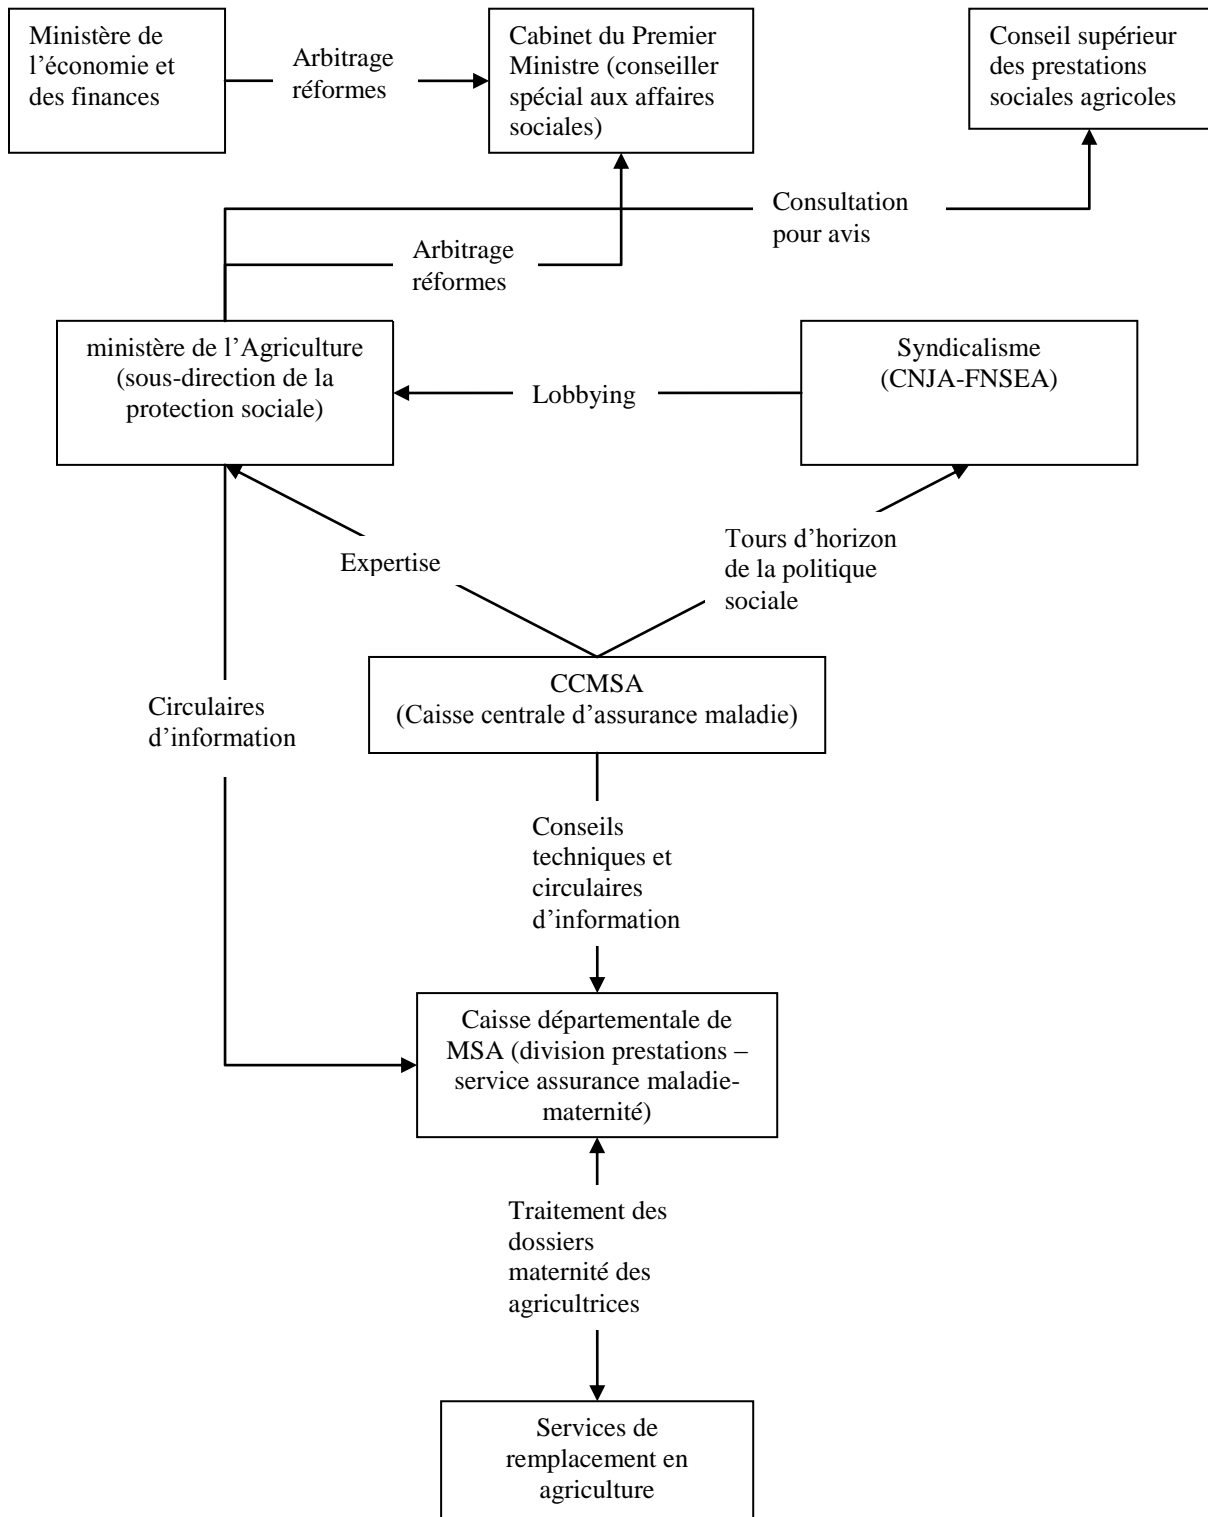 Ministère de
l’économie et
des finances
Arbitrage
réformes
Cabinet du Premier
Ministre (conseiller
spécial aux affaires
sociales)
Conseil supérieur
des prestations
sociales agricoles
Consultation
pour avis
Arbitrage
réformes
ministère de l’Agriculture
(sous-direction de la
protection sociale)
Lobbying
Syndicalisme
(CNJA-FNSEA)
Expertise
Tours d’horizon
de la politique
sociale
CCMSA
(Caisse centrale d’assurance maladie)
Circulaires
d’information
Conseils
techniques et
circulaires
d’information
Caisse départementale de
MSA (division prestations –
service assurance maladie-
maternité)
Traitement des
dossiers
maternité des
agricultrices
Services de
remplacement en
agriculture